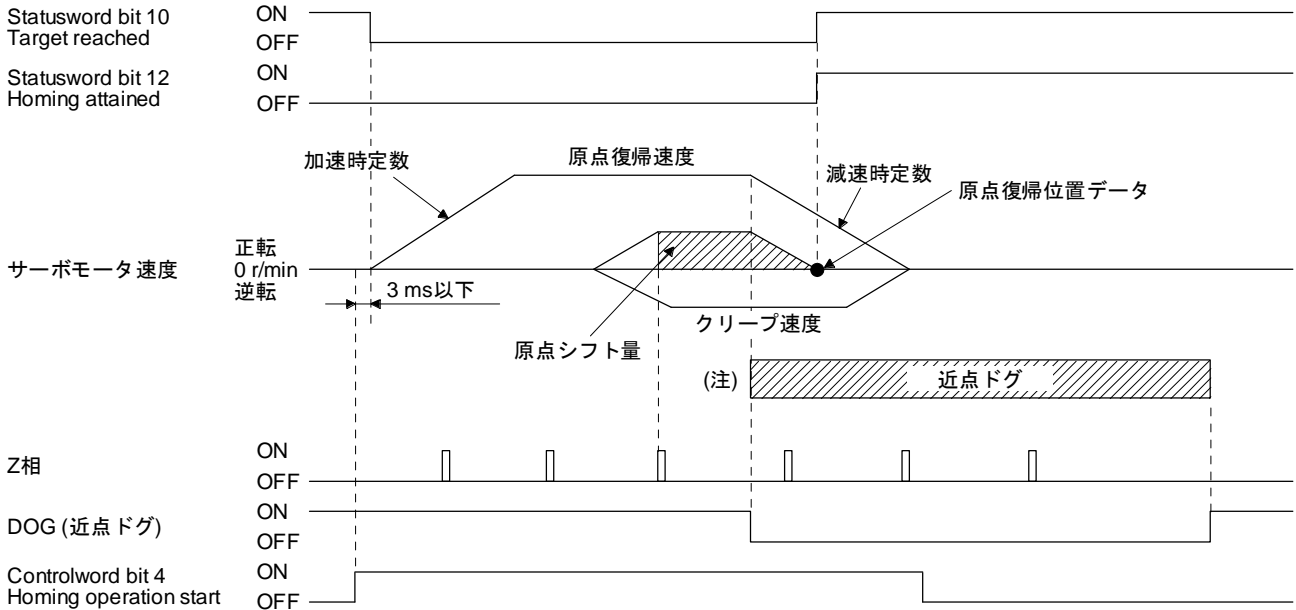 Statusword bit 10
Target reached
ON
OFF
Statusword bit 12
Homing attained
ON
OFF
加速時定数
原点復帰速度
減速時定数
原点復帰位置データ
サーボモータ速度
正転
0 r/min
逆転
3 ms以下
クリープ速度
原点シフト量
(注)
近点ドグ
Z相
ON
OFF
DOG (近点ドグ)
ON
OFF
Controlword bit 4
Homing operation start
ON
OFF